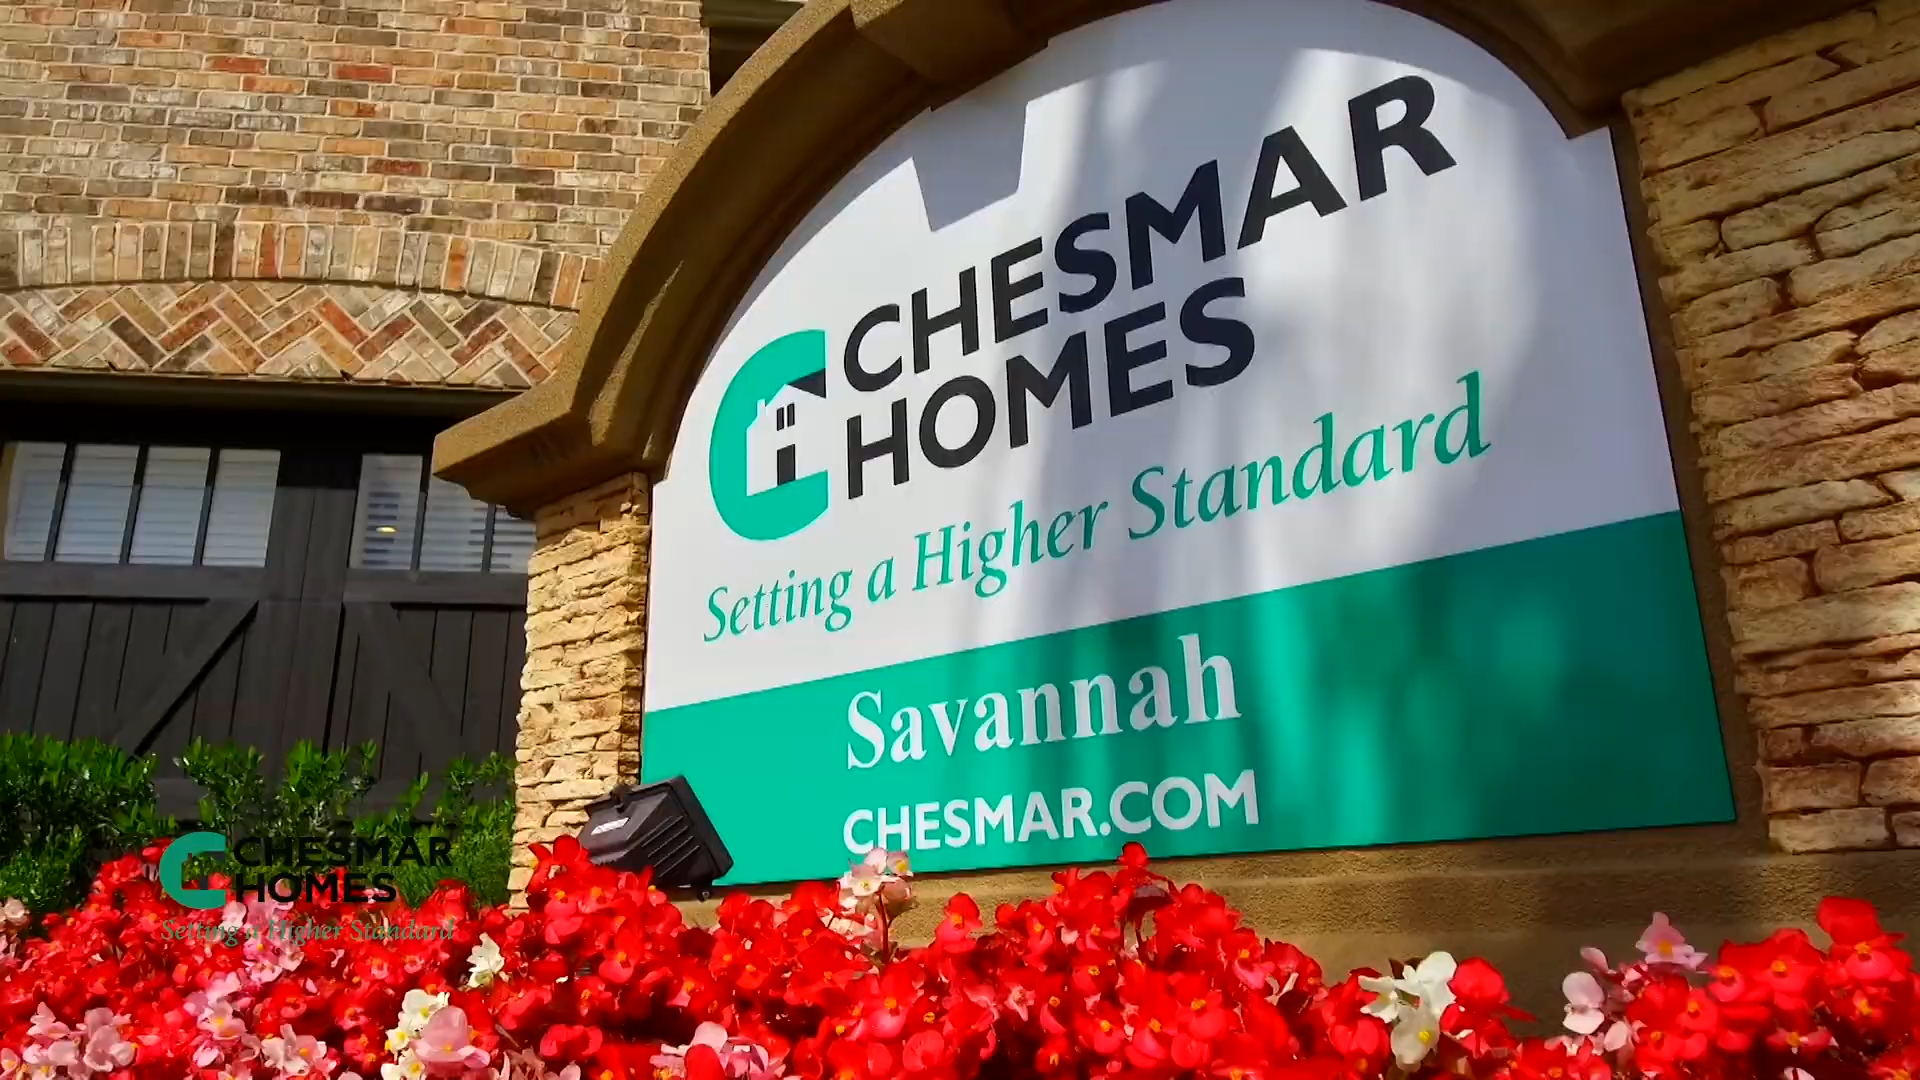 CHESMAR
HOMES
Setting a Higher Standard
Savannah
CHESMAR.COM
CHESMAR
HOMES
Setting a Higher Standard